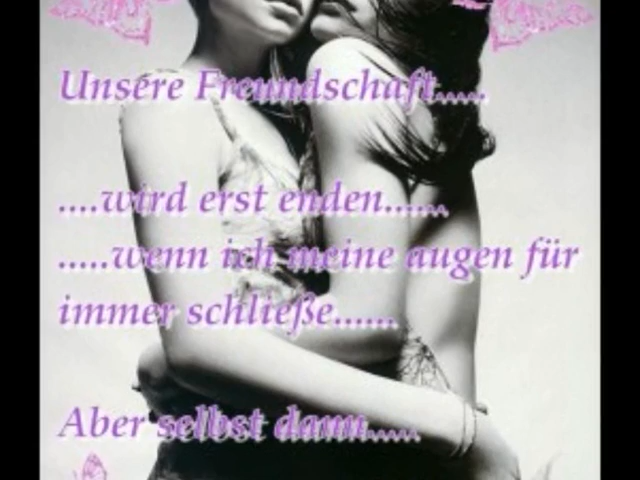 Unsere Freundschaft.....
....wird erst enden......
.....wenn ich meine augen für
immer schließe......
Aber selbst dann.....